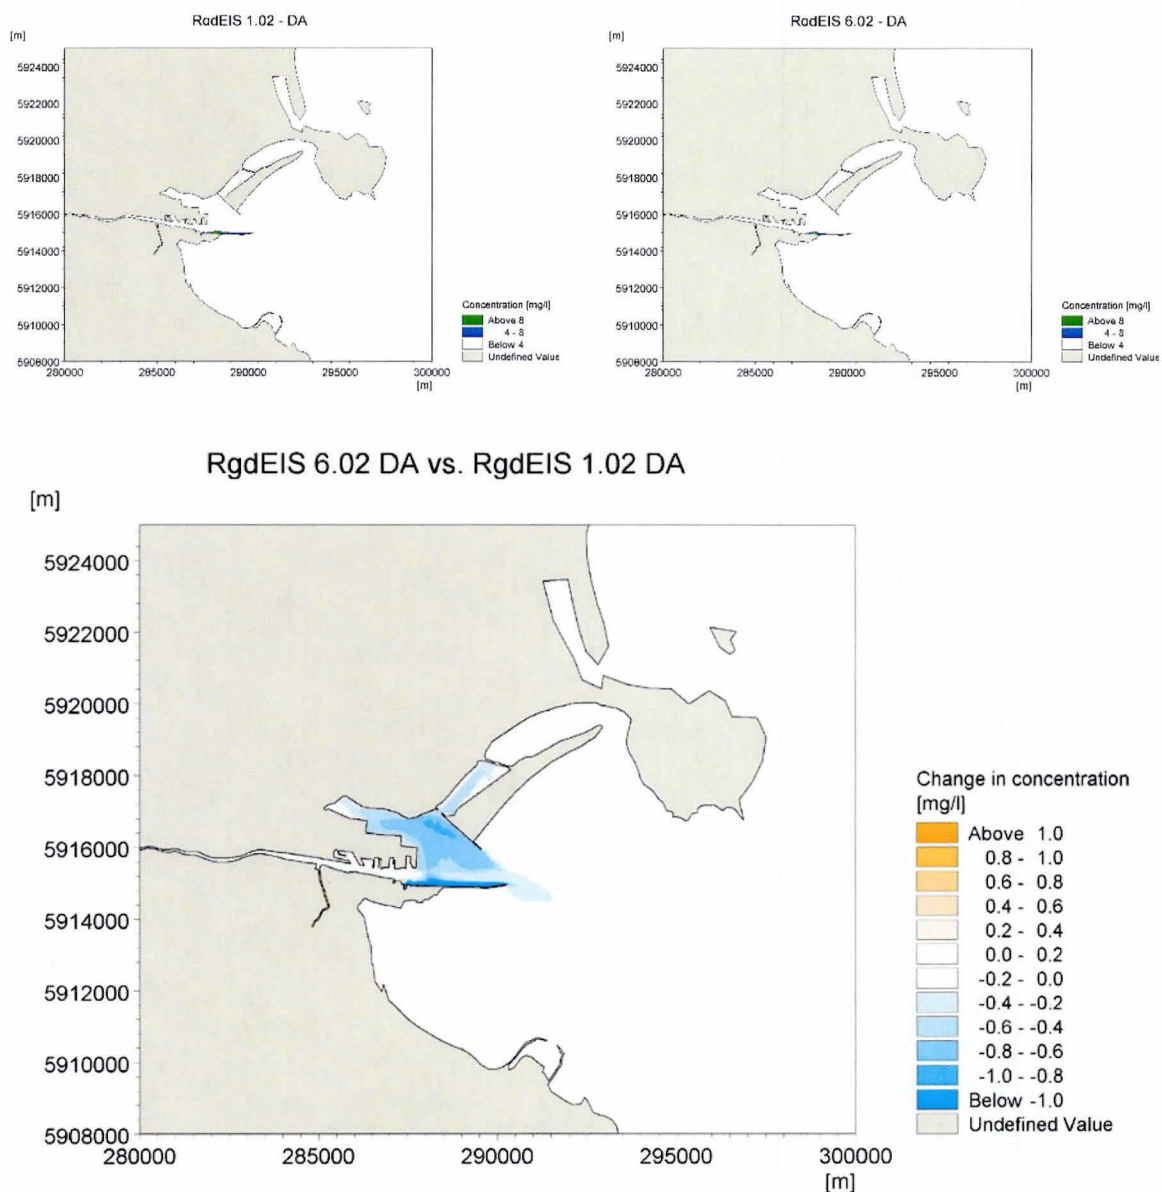 RgdEIS 1.02 - DA
[m]
5924000
5922000
5920000
5918000
5916000
5914000
5912000
5910000
5908000
280000 285000 290000 295000 300000
[m]
Concentration [mg/l]
Above 8
4 - 8
Below 4
Undefined Value
RgdEIS 6.02 - DA
[m]
5924000
5922000
5920000
5918000
5916000
5914000
5912000
5910000
5908000
280000 285000 290000 295000 300000
[m]
Concentration [mg/l]
Above 8
4 - 8
Below 4
Undefined Value
RgdEIS 6.02 DA vs. RgdEIS 1.02 DA
[m]
5924000
5922000
5920000
5918000
5916000
5914000
5912000
5910000
5908000
280000 285000 290000 295000 300000
[m]
Change in concentration
[mg/l]
Above 1.0
0.8 - 1.0
0.6 - 0.8
0.4 - 0.6
0.2 - 0.4
0.0 - 0.2
-0.2 - 0.0
-0.4 - -0.2
-0.6 - -0.4
-0.8 - -0.6
-1.0 - -0.8
Below -1.0
Undefined Value